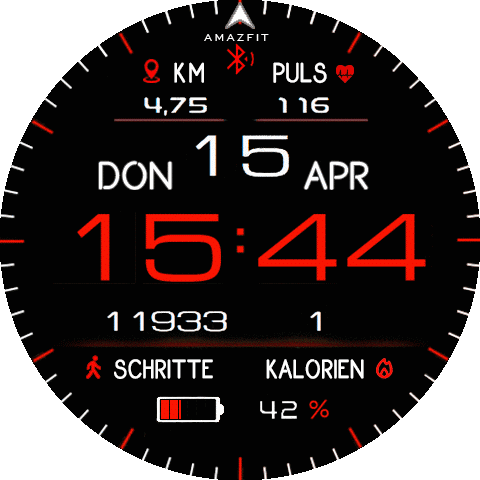 AMAZFIT
KM PULS
4,75 116
DON 15 APR
15:44
11933 1
SCHRITTE KALORIEN
42 %